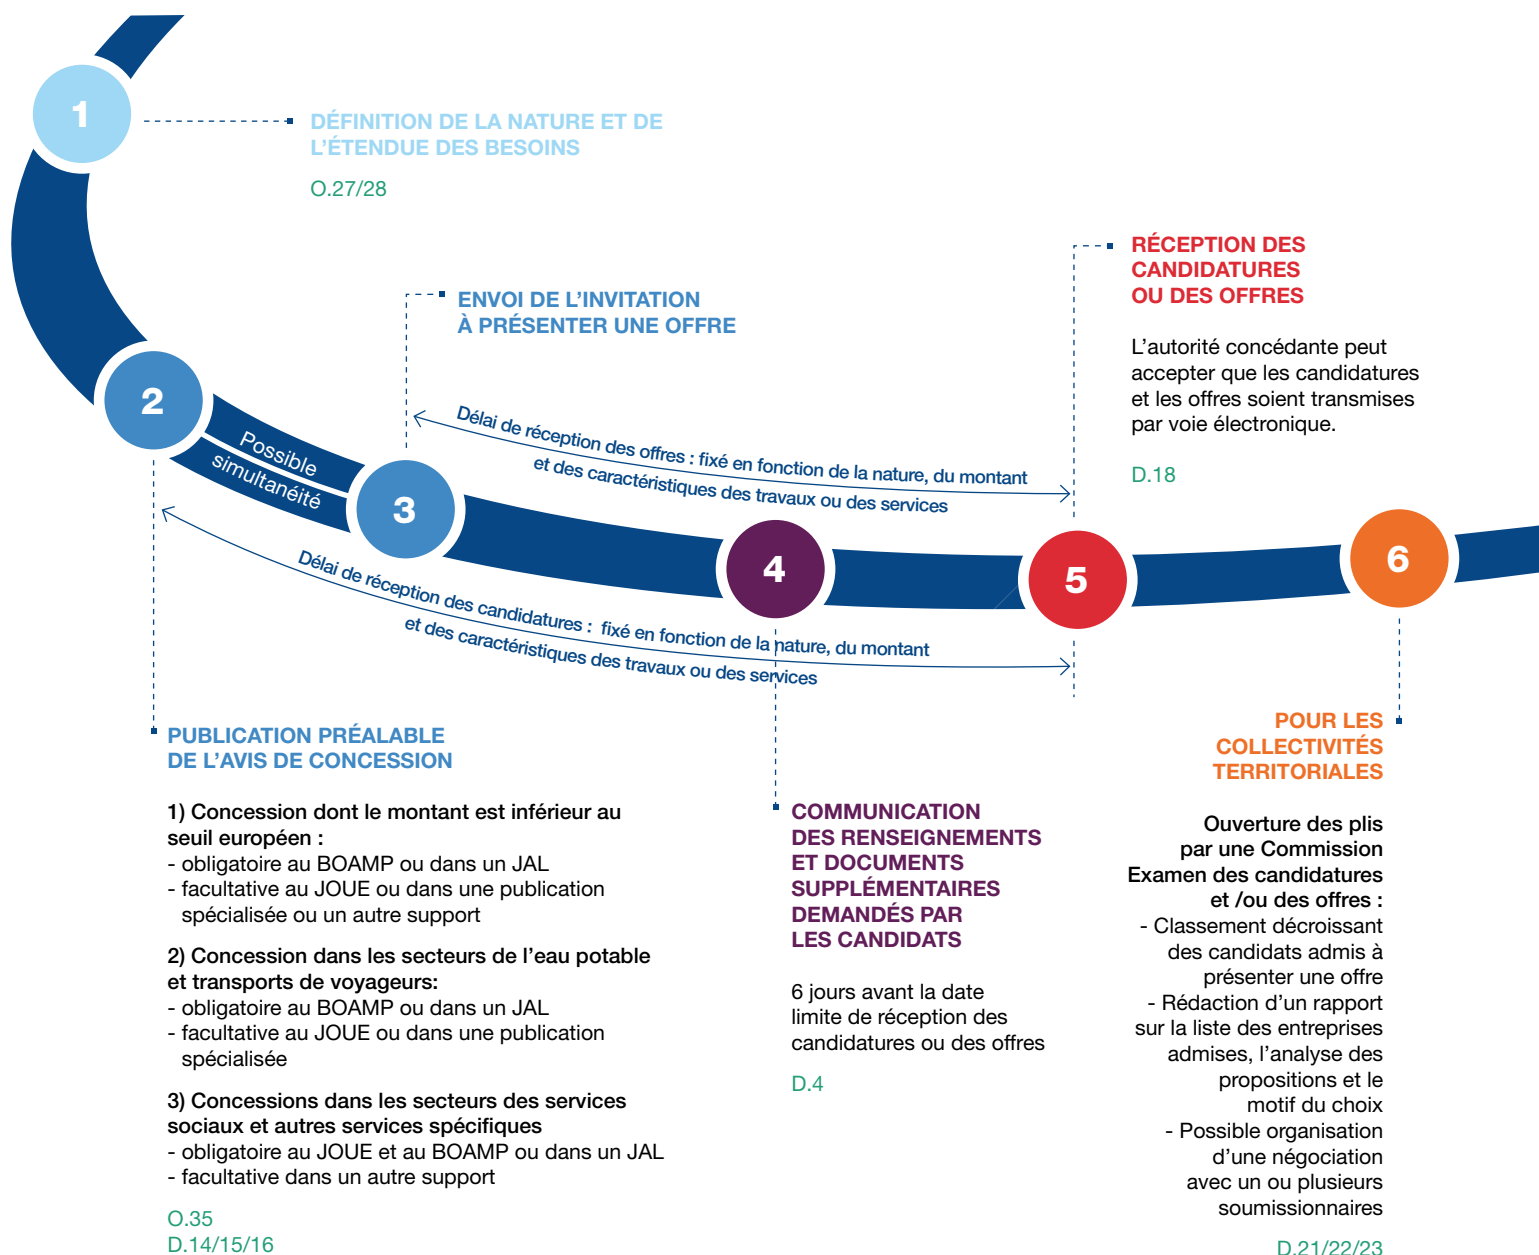 1
DÉFINITION DE LA NATURE ET DE
L’ÉTENDUE DES BESOINS
O.27/28
2
Possible
simultanéité
3
ENVOI DE L’INVITATION
À PRÉSENTER UNE OFFRE
Délai de réception des offres : fixé en fonction de la nature, du montant
et des caractéristiques des travaux ou des services
Délai de réception des candidatures : fixé en fonction de la nature, du montant
et des caractéristiques des travaux ou des services
4
5
RÉCEPTION DES
CANDIDATURES
OU DES OFFRES
L’autorité concédante peut
accepter que les candidatures
et les offres soient transmises
par voie électronique.
D.18
6
PUBLICATION PRÉALABLE
DE L’AVIS DE CONCESSION
1) Concession dont le montant est inférieur au
seuil européen :
- obligatoire au BOAMP ou dans un JAL
- facultative au JOUE ou dans une publication
spécialisée ou un autre support
2) Concession dans les secteurs de l’eau potable
et transports de voyageurs:
- obligatoire au BOAMP ou dans un JAL
- facultative au JOUE ou dans une publication
spécialisée
3) Concessions dans les secteurs des services
sociaux et autres services spécifiques
- obligatoire au JOUE et au BOAMP ou dans un JAL
- facultative dans un autre support
O.35
D.14/15/16
COMMUNICATION
DES RENSEIGNEMENTS
ET DOCUMENTS
SUPPLÉMENTAIRES
DEMANDÉS PAR
LES CANDIDATS
6 jours avant la date
limite de réception des
candidatures ou des offres
D.4
POUR LES
COLLECTIVITÉS
TERRITORIALES
Ouverture des plis
par une Commission
Examen des candidatures
et /ou des offres :
- Classement décroissant
des candidats admis à
présenter une offre
- Rédaction d’un rapport
sur la liste des entreprises
admises, l’analyse des
propositions et le
motif du choix
- Possible organisation
d’une négociation
avec un ou plusieurs
soumissionnaires
D.21/22/23